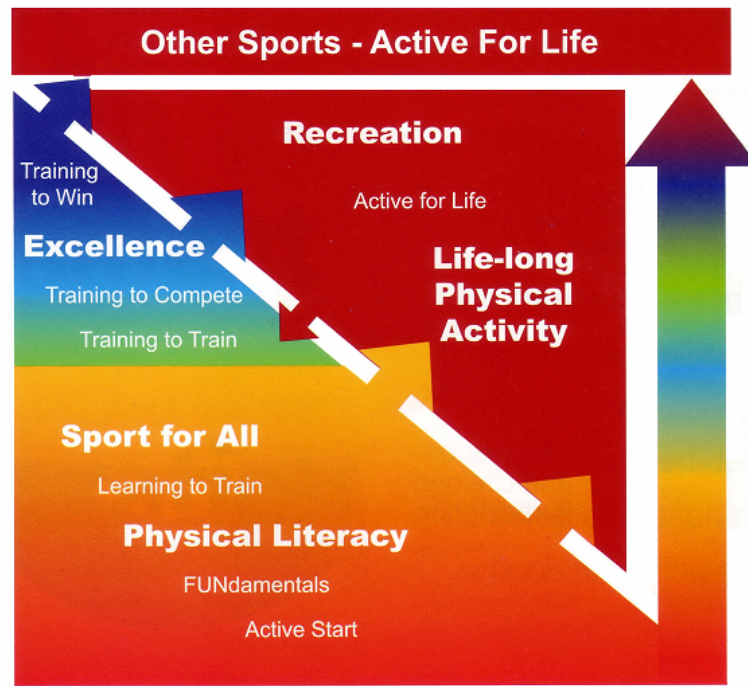 Other Sports - Active For Life
Recreation
Training
to Win
Active for Life
Excellence
Life-long
Physical
Activity
Training to Compete
Training to Train
Sport for All
Learning to Train
Physical Literacy
FUNdamentals
Active Start